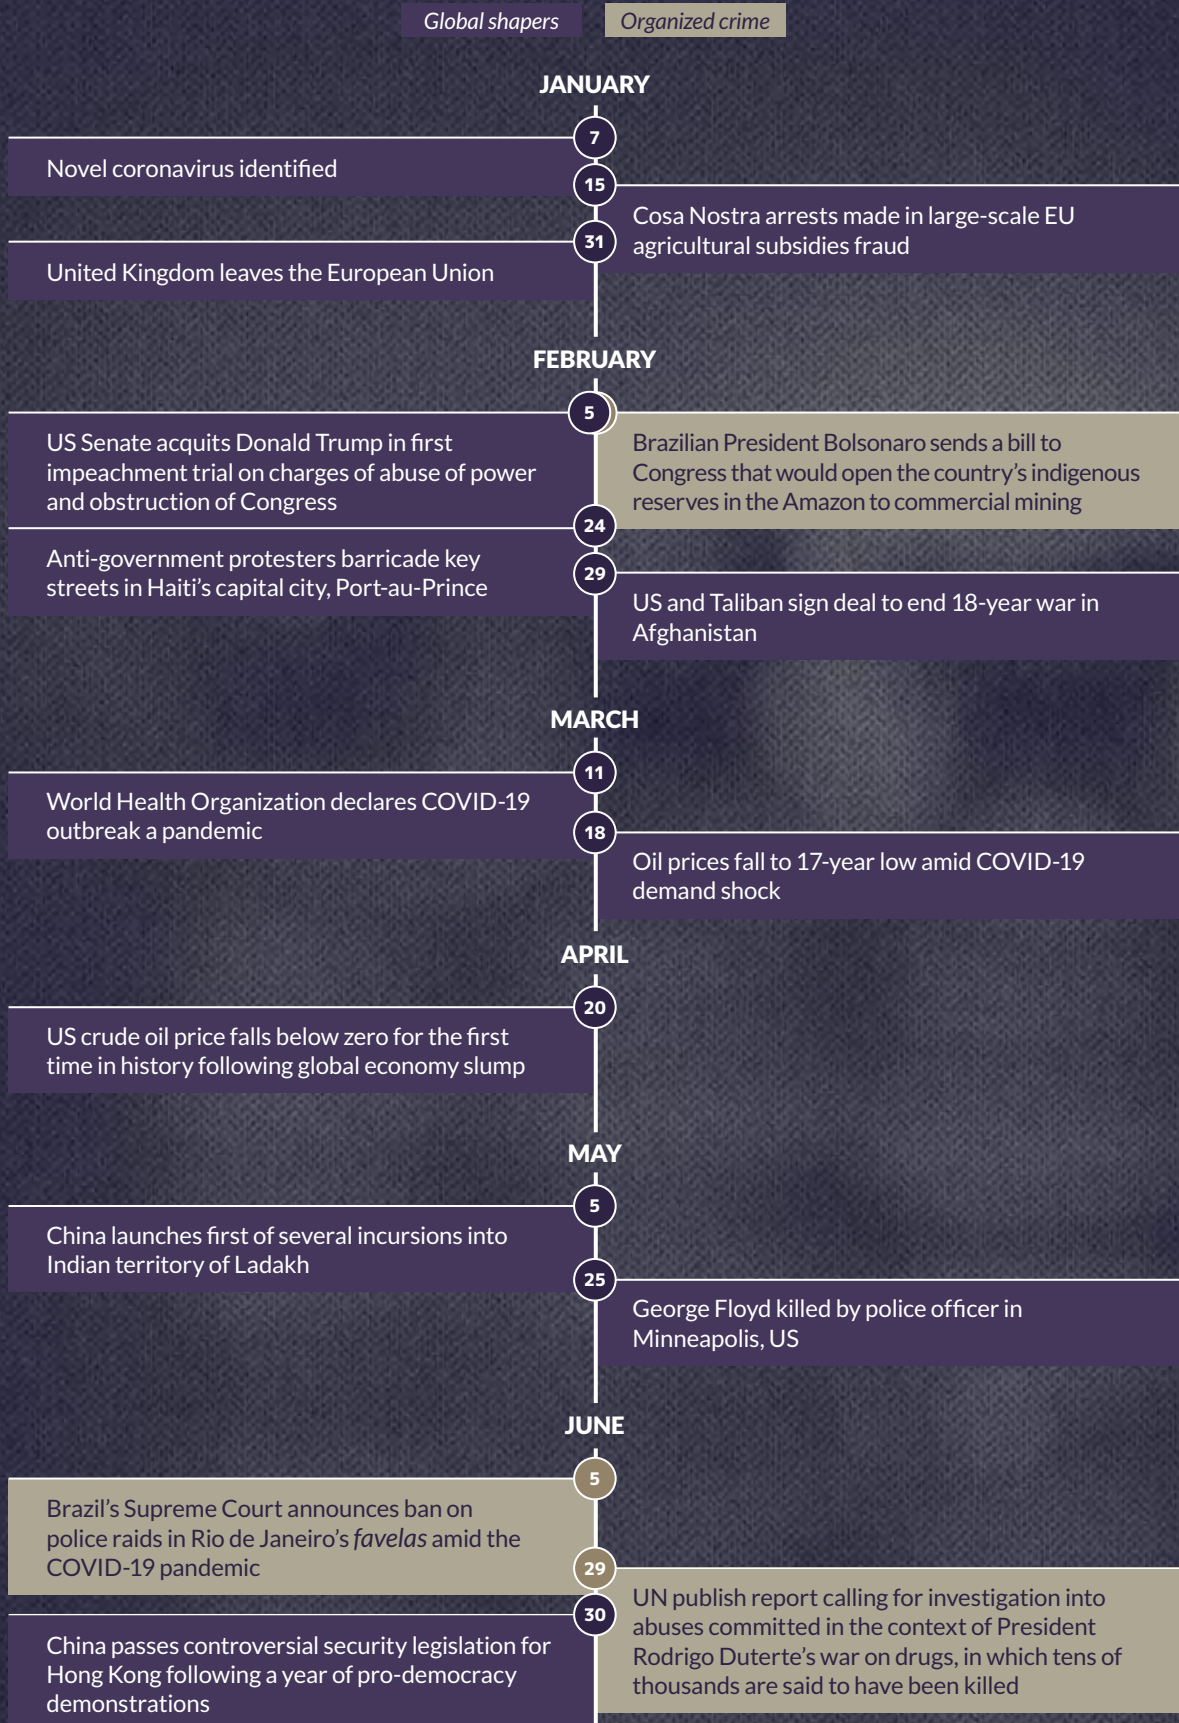 Global shapers
Organized crime
JANUARY
7
Novel coronavirus identified
15
Cosa Nostra arrests made in large-scale EU
agricultural subsidies fraud
31
United Kingdom leaves the European Union
FEBRUARY
5
US Senate acquits Donald Trump in first
impeachment trial on charges of abuse of power
and obstruction of Congress
Brazilian President Bolsonaro sends a bill to
Congress that would open the country’s indigenous
reserves in the Amazon to commercial mining
24
Anti-government protesters barricade key
streets in Haiti’s capital city, Port-au-Prince
29
US and Taliban sign deal to end 18-year war in
Afghanistan
MARCH
11
World Health Organization declares COVID-19
outbreak a pandemic
18
Oil prices fall to 17-year low amid COVID-19
demand shock
APRIL
20
US crude oil price falls below zero for the first
time in history following global economy slump
MAY
5
China launches first of several incursions into
Indian territory of Ladakh
25
George Floyd killed by police officer in
Minneapolis, US
JUNE
5
Brazil’s Supreme Court announces ban on
police raids in Rio de Janeiro’s favelas amid the
COVID-19 pandemic
29
UN publish report calling for investigation into
abuses committed in the context of President
Rodrigo Duterte’s war on drugs, in which tens of
thousands are said to have been killed
30
China passes controversial security legislation for
Hong Kong following a year of pro-democracy
demonstrations